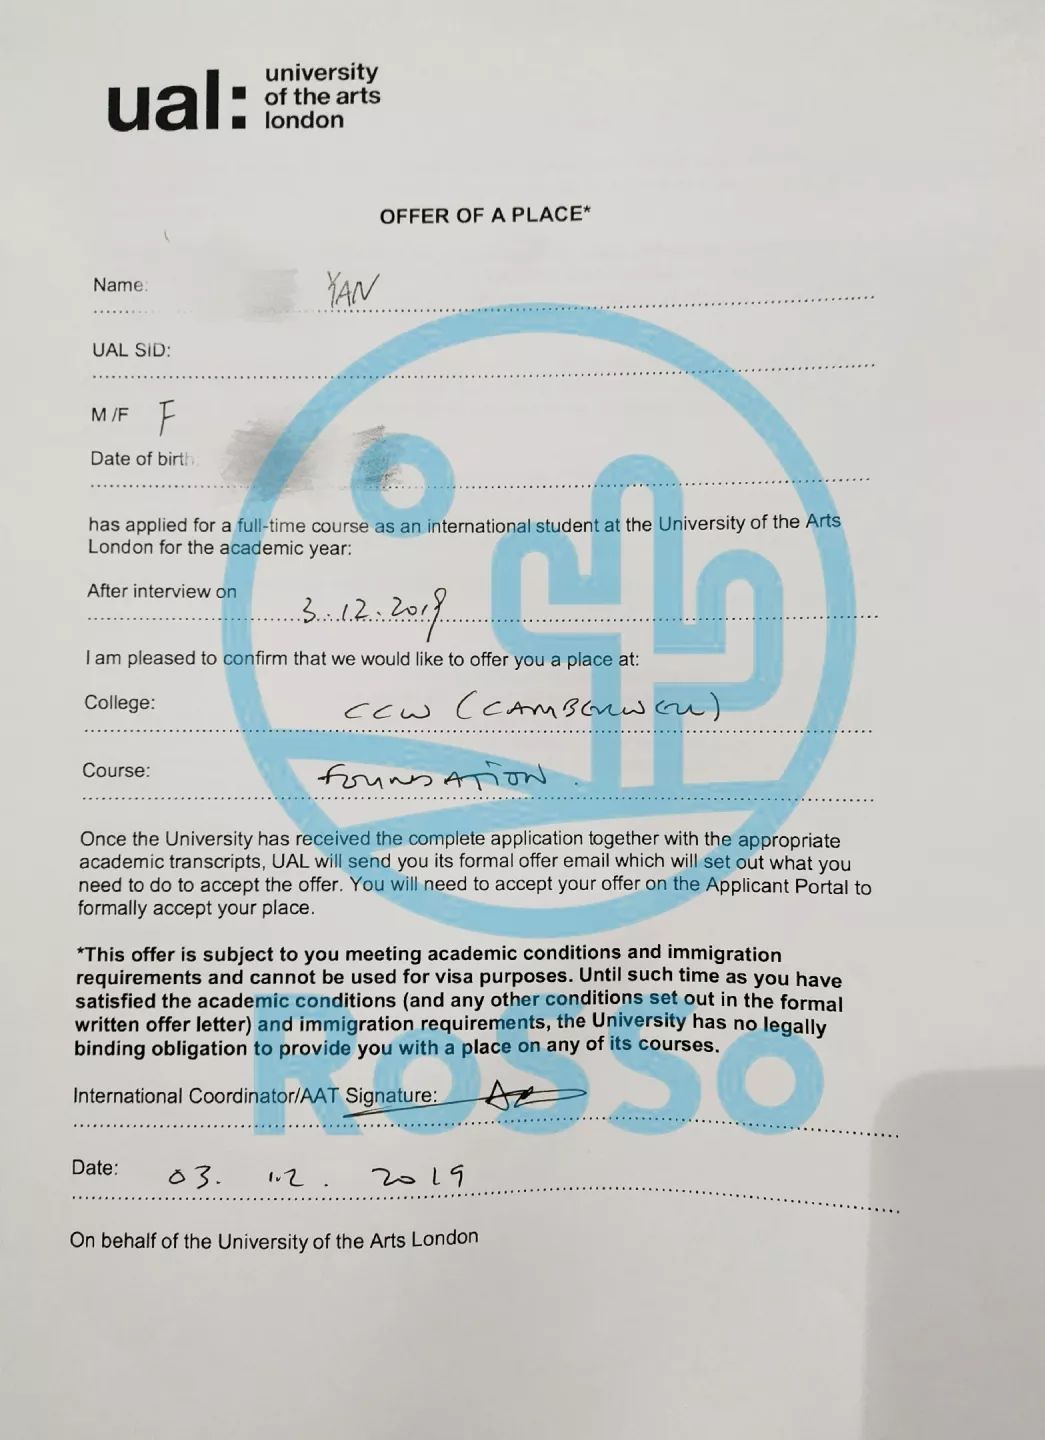 ual: university
of the arts
london
OFFER OF A PLACE*
Name: YAN
UAL SID:
M /F F
Date of birth:
has applied for a full-time course as an international student at the University of the Arts
London for the academic year:
After interview on 3.12.2019
I am pleased to confirm that we would like to offer you a place at:
College: CCW (CAMBERWELL)
Course: FOUNDATION.
Once the University has received the complete application together with the appropriate
academic transcripts, UAL will send you its formal offer email which will set out what you
need to do to accept the offer. You will need to accept your offer on the Applicant Portal to
formally accept your place.
*This offer is subject to you meeting academic conditions and immigration
requirements and cannot be used for visa purposes. Until such time as you have
satisfied the academic conditions (and any other conditions set out in the formal
written offer letter) and immigration requirements, the University has no legally
binding obligation to provide you with a place on any of its courses.
RoSSo
International Coordinator/AAT Signature:
Date: 03. 12. 2019
On behalf of the University of the Arts London